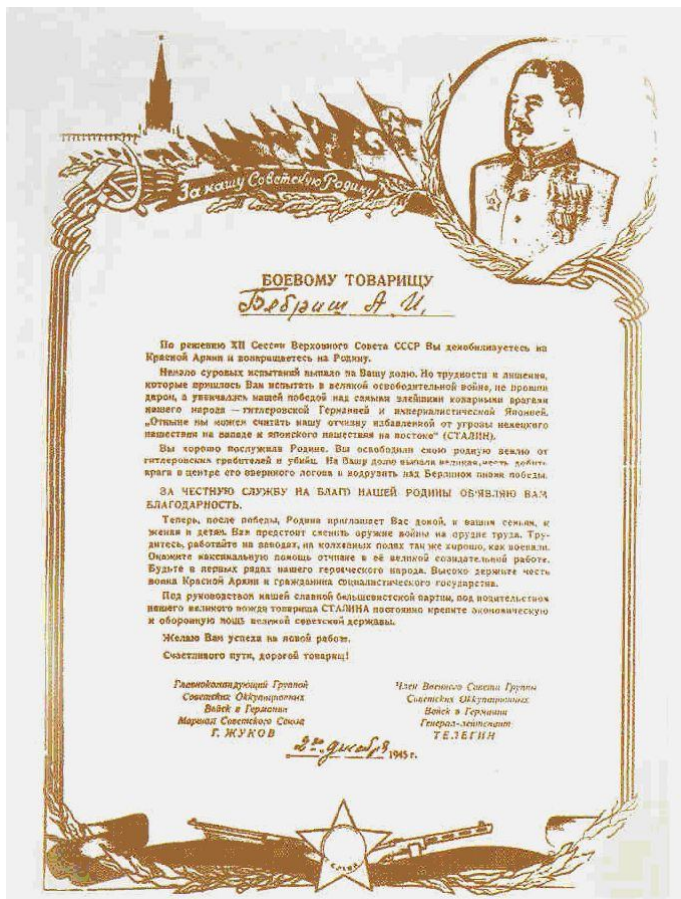 За нашу Советскую Родину!
БОЕВОМУ ТОВАРИЩУ
Бабриш А. И.
По решению XII Сессии Верховного Совета СССР Вы демобилизуетесь из
Красной Армии и возвращаетесь на Родину.
Немало суровых испытаний выпало на Вашу долю. Но трудности и лишения,
которые пришлось Вам испытать в великой освободительной войне, не прошли
даром, а увенчались нашей победой над самыми злейшими коварными врагами
нашего народа — гитлеровской Германией и империалистической Японией.
„Отныне мы можем считать нашу отчизну избавленной от угрозы немецкого
нашествия на западе и японского нашествия на востоке“ (СТАЛИН).
Вы хорошо послужили Родине. Вы освободили свою родную землю от
гитлеровских грабителей и убийц. На Вашу долю выпала великая честь добить
врага в центре его звериного логова и водрузить над Берлином знамя победы.
ЗА ЧЕСТНУЮ СЛУЖБУ НА БЛАГО НАШЕЙ РОДИНЫ ОБ'ЯВЛЯЮ ВАМ
БЛАГОДАРНОСТЬ.
Теперь, после победы, Родина приглашает Вас домой, к вашим семьям, к
женам и детям. Вам предстоит сменить оружие войны на орудие труда. Тру-
дитесь, работайте на заводах, на колхозных полях так же хорошо, как воевали.
Окажите максимальную помощь отчизне в её великой созидательной работе.
Будьте в первых рядах нашего героического народа. Высоко держите честь
воина Красной Армии и гражданина социалистического государства.
Под руководством нашей славной большевистской партии, под водительством
нашего великого вождя товарища СТАЛИНА постоянно крепите экономическую
и оборонную мощь великой советской державы.
Желаю Вам успеха на новой работе.
Счастливого пути, дорогой товарищ!
Главнокомандующий Группой
Советских Оккупационных
Войск в Германии
Маршал Советского Союза
Г. ЖУКОВ
Член Военного Совета Группы
Советских Оккупационных
Войск в Германии
Генерал-лейтенант
ТЕЛЕГИН
2го декабря 1945 г.